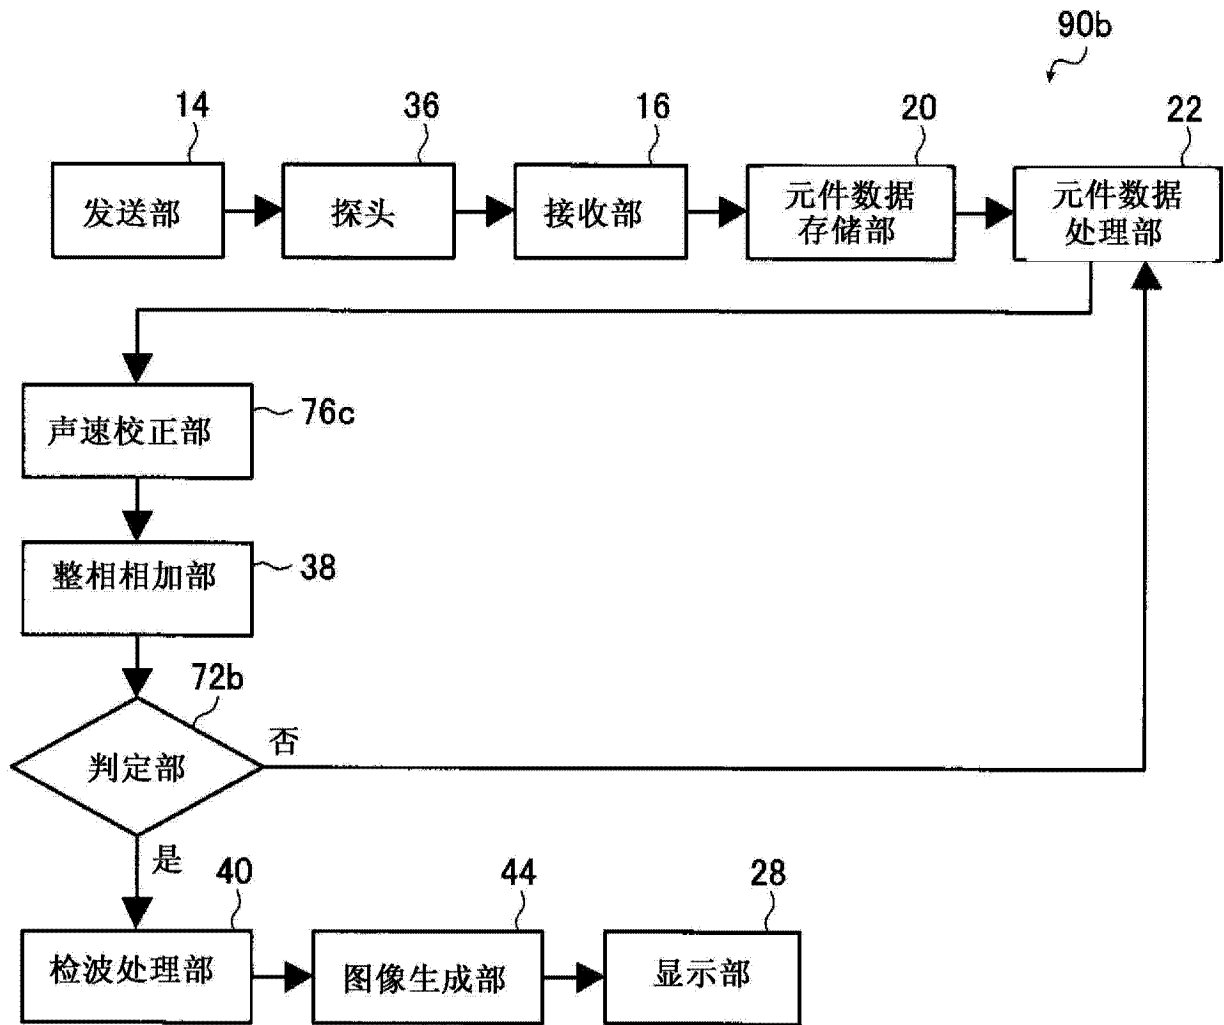 90b
14
36
16
20
22
发送部
探头
接收部
元件数据
存储部
元件数据
处理部
声速校正部
76c
整相相加部
38
72b
判定部
否
是
40
44
28
检波处理部
图像生成部
显示部